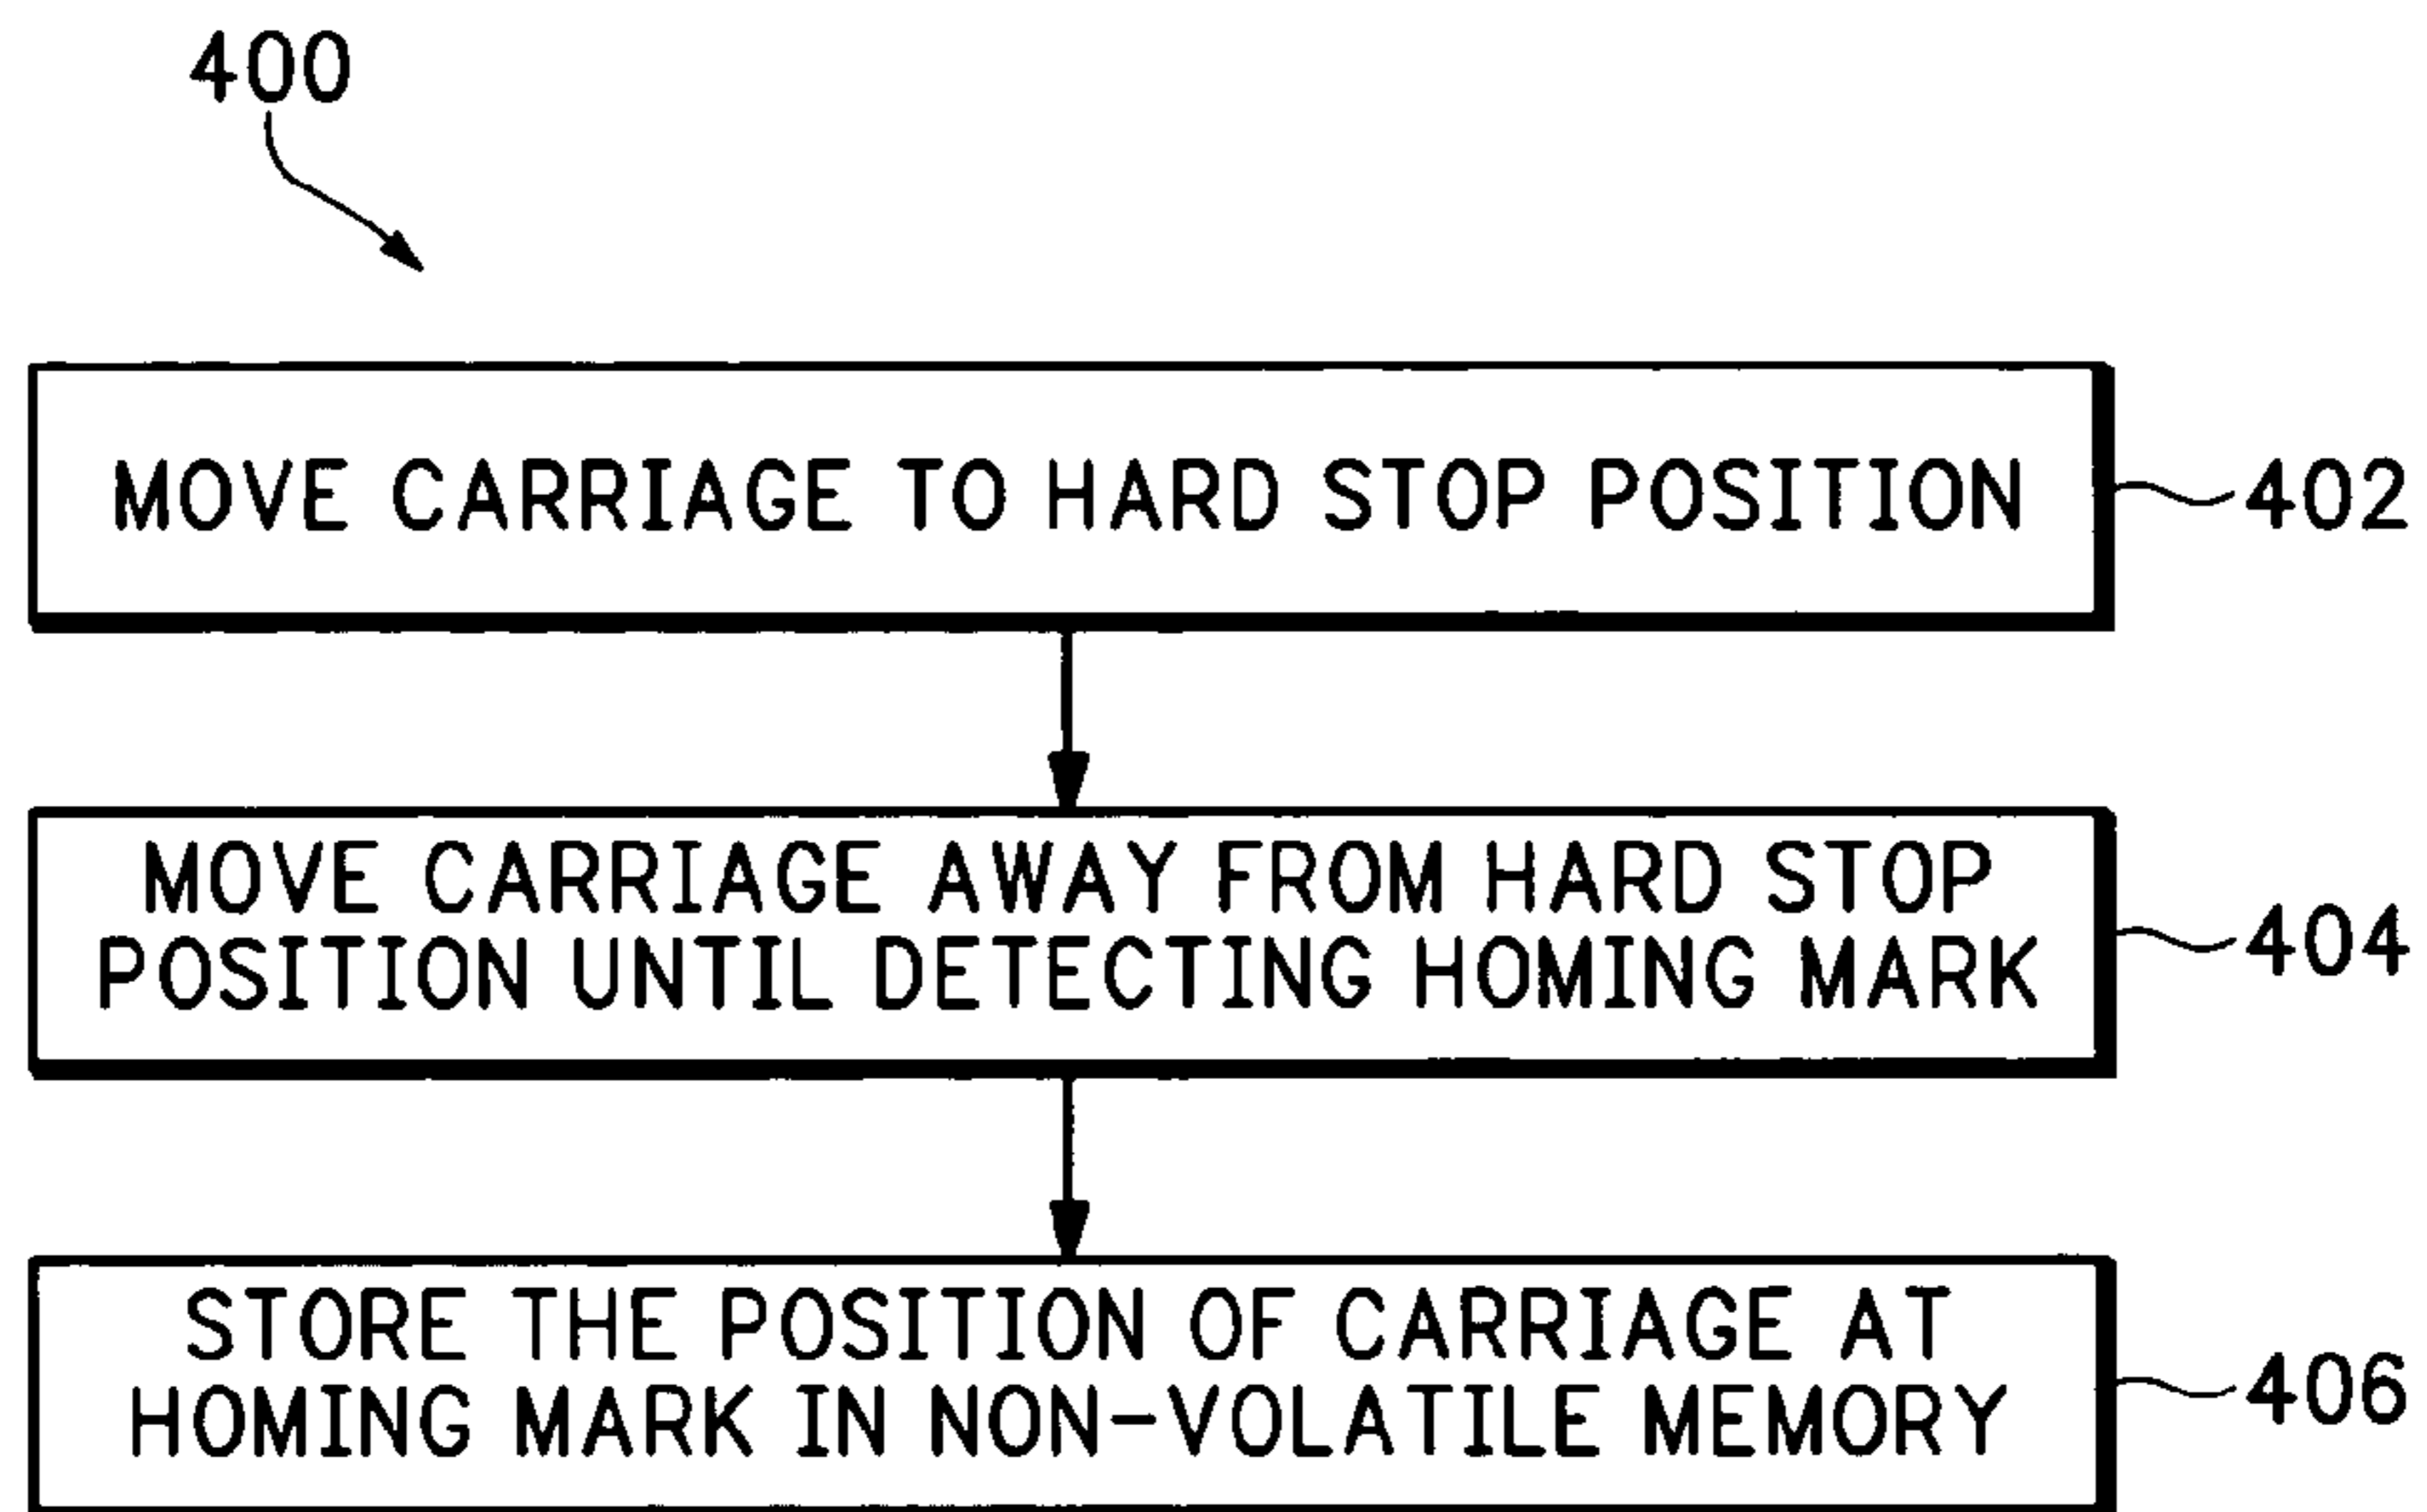 400
MOVE CARRIAGE TO HARD STOP POSITION
402
MOVE CARRIAGE AWAY FROM HARD STOP
POSITION UNTIL DETECTING HOMING MARK
404
STORE THE POSITION OF CARRIAGE AT
HOMING MARK IN NON-VOLATILE MEMORY
406